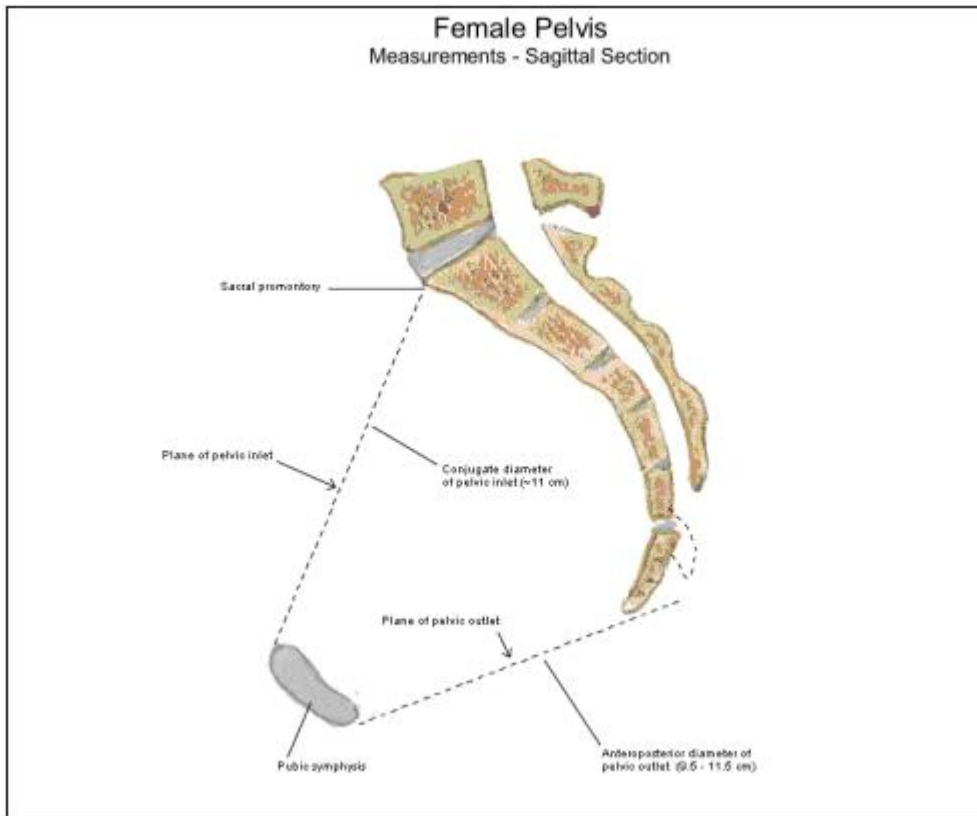 Female Pelvis
Measurements - Sagittal Section
Sacral promontory
Plane of pelvic inlet
Conjugate diameter
of pelvic inlet (~11 cm)
Plane of pelvic outlet
Pubic symphysis
Anteroposterior diameter of
pelvic outlet (9.5 - 11.5 cm)